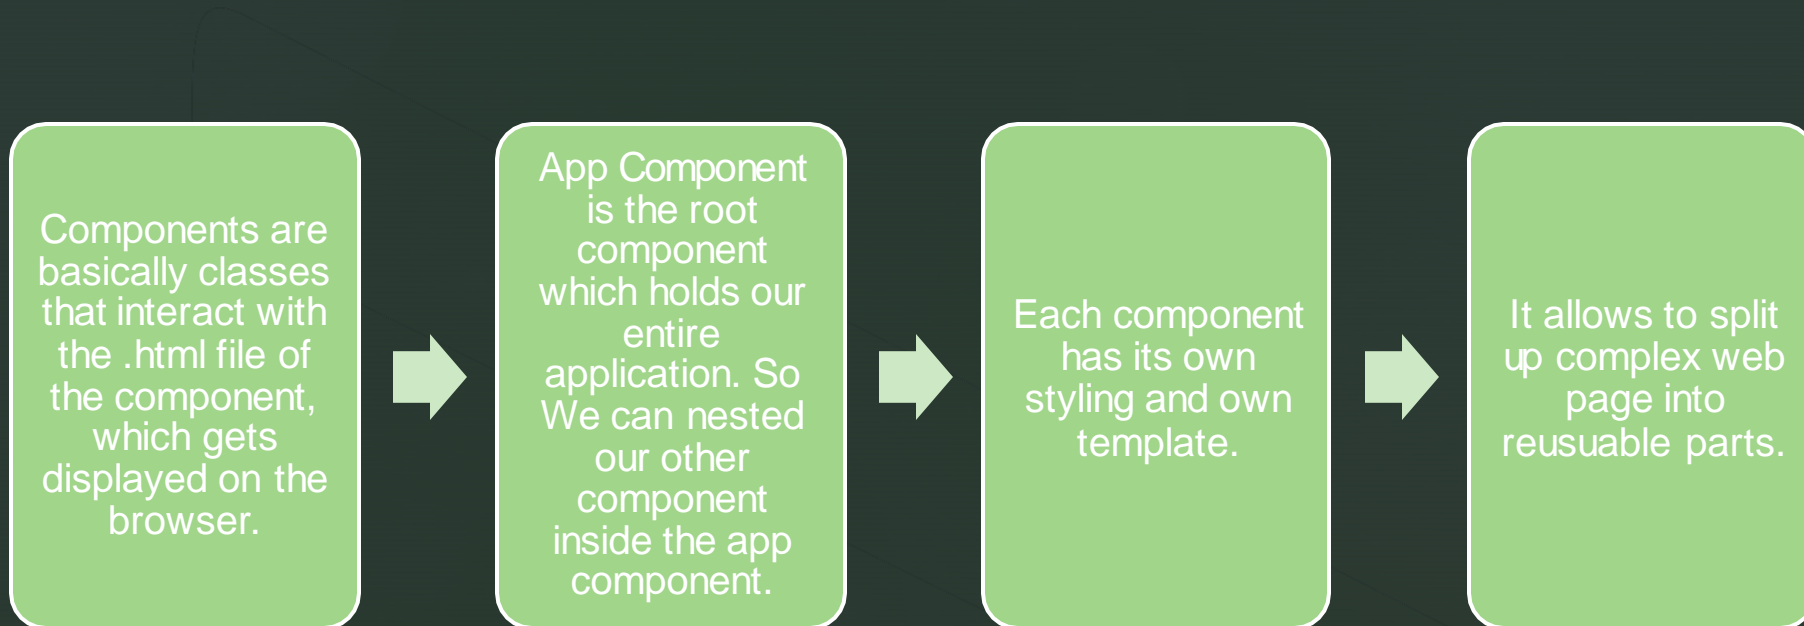 Components are
basically classes
that interact with
the .html file of
the component,
which gets
displayed on the
browser.
App Component
is the root
component
which holds our
entire
application. So
We can nested
our other
component
inside the app
component.
Each component
has its own
styling and own
template.
It allows to split
up complex web
page into
reusuable parts.